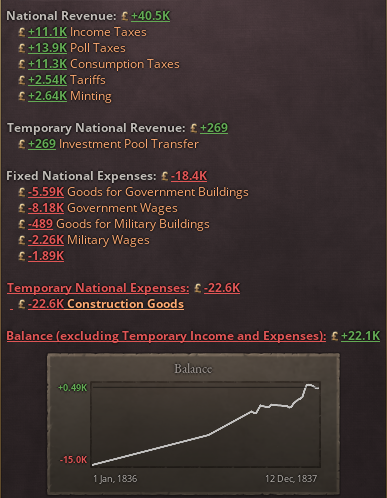 National Revenue: £ +40.5K
£ +11.1K Income Taxes
£ +13.9K Poll Taxes
£ +11.3K Consumption Taxes
£ +2.54K Tariffs
£ +2.64K Minting
Temporary National Revenue: £ +269
£ +269 Investment Pool Transfer
Fixed National Expenses: £ -18.4K
£ -5.59K Goods for Government Buildings
£ -8.18K Government Wages
£ -489 Goods for Military Buildings
£ -2.26K Military Wages
£ -1.89K
Temporary National Expenses: £ -22.6K
£ -22.6K Construction Goods
Balance (excluding Temporary Income and Expenses): £ +22.1K
Balance
+0.49K
-15.0K
1 Jan, 1836
12 Dec, 1837